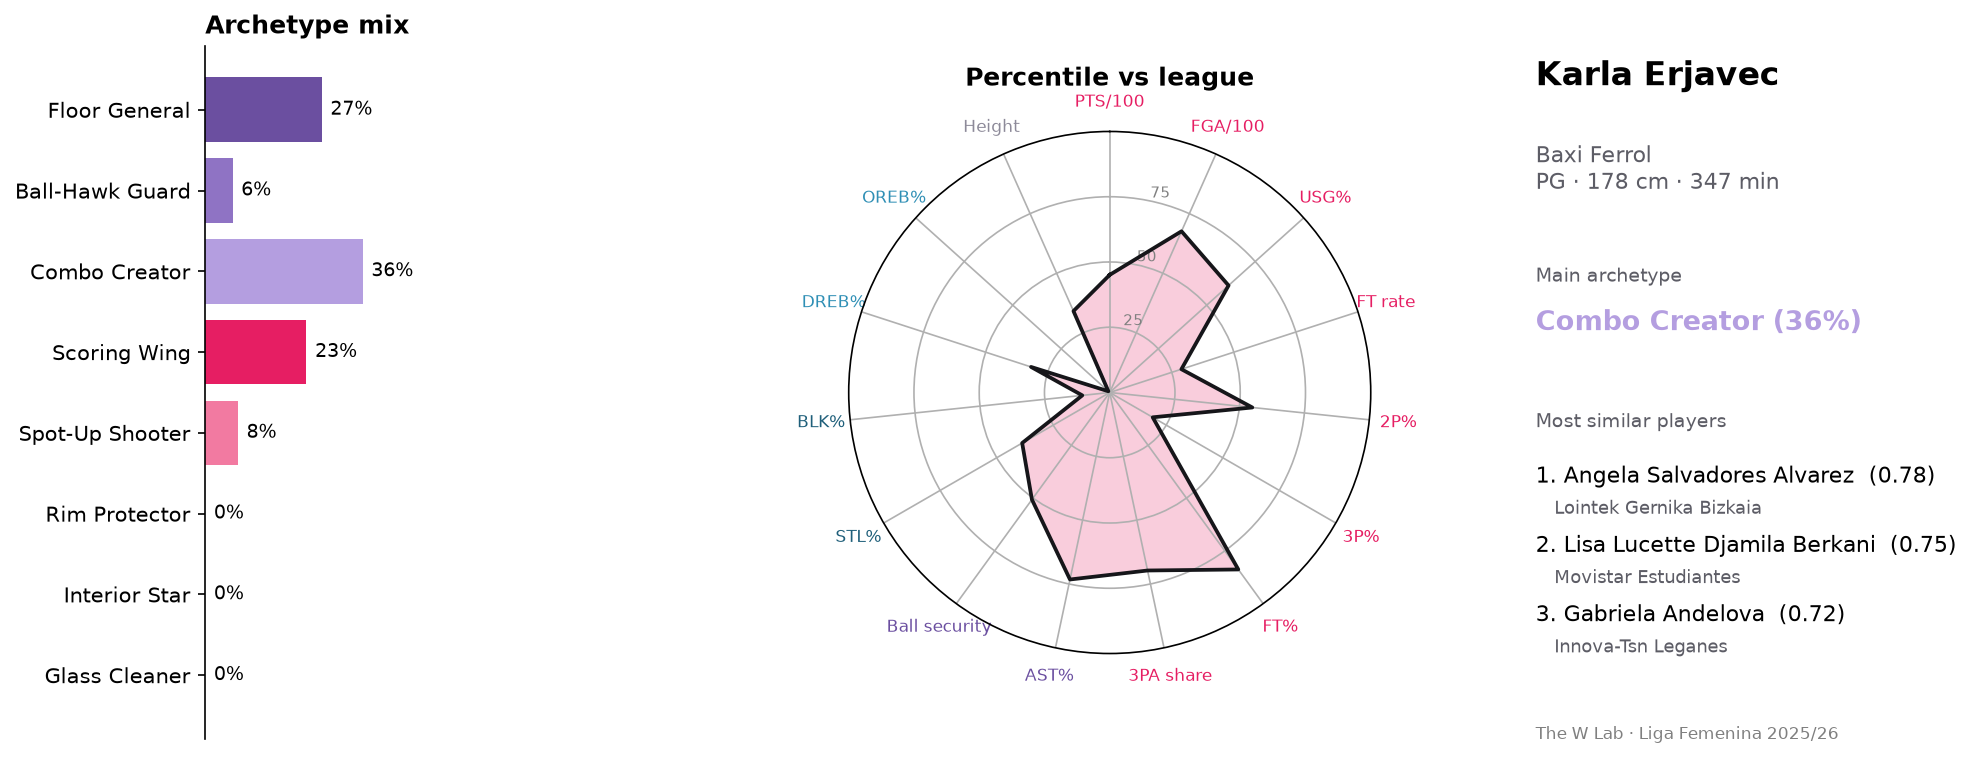 Archetype mix
Floor General
27%
Ball-Hawk Guard
6%
Combo Creator
36%
Scoring Wing
23%
Spot-Up Shooter
8%
Rim Protector
0%
Interior Star
0%
Glass Cleaner
0%
Percentile vs league
PTS/100
FGA/100
USG%
FT rate
2P%
3P%
FT%
3PA share
AST%
Ball security
STL%
BLK%
DREB%
OREB%
Height
75
50
25
Karla Erjavec
Baxi Ferrol
PG · 178 cm · 347 min
Main archetype
Combo Creator (36%)
Most similar players
1. Angela Salvadores Alvarez (0.78)
Lointek Gernika Bizkaia
2. Lisa Lucette Djamila Berkani (0.75)
Movistar Estudiantes
3. Gabriela Andelova (0.72)
Innova-Tsn Leganes
The W Lab · Liga Femenina 2025/26